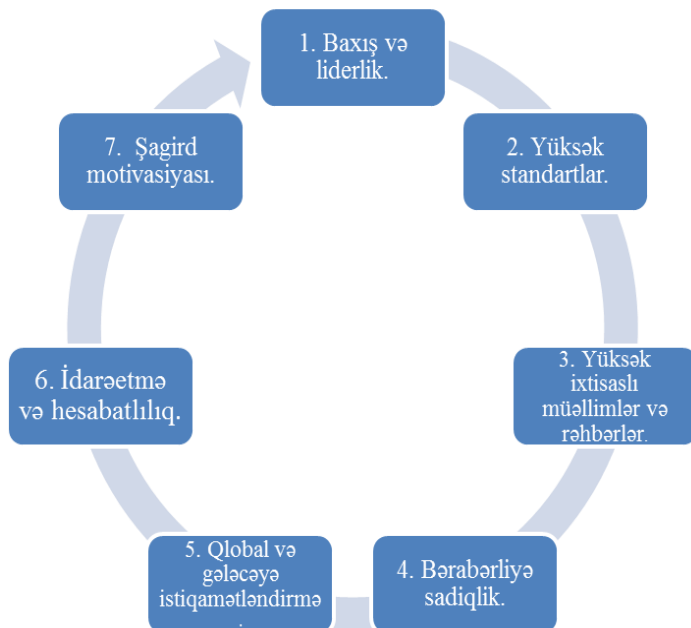 1. Baxış və
liderlik.
2. Yüksək
standartlar.
3. Yüksək
ixtisaslı
müəllimlər və
rəhbərlər.
4. Bərabərliyə
sadiqlik.
5. Qlobal və
gələcəyə
istiqamətləndirmə
6. İdarəetmə
və hesabatlılıq.
7. Şagird
motivasiyası.